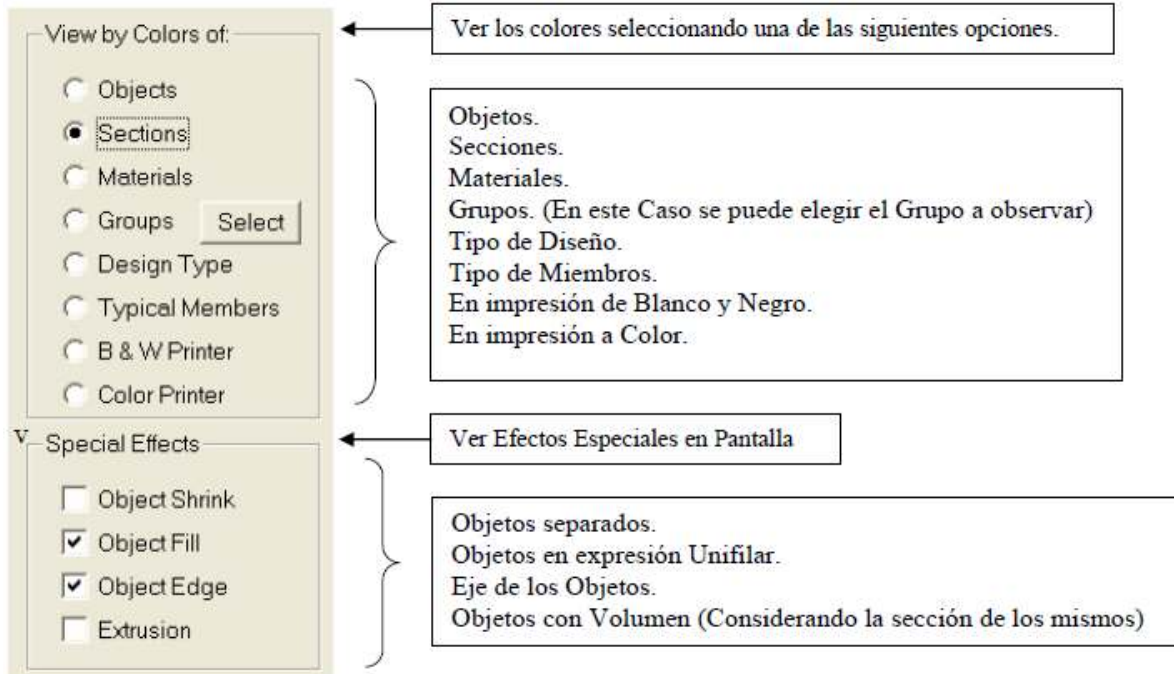 View by Colors of:
Ver los colores seleccionando una de las siguientes opciones.
Objects
Sections
Materials
Groups Select
Design Type
Typical Members
B & W Printer
Color Printer
Objetos.
Secciones.
Materiales.
Grupos. (En este Caso se puede elegir el Grupo a observar)
Tipo de Diseño.
Tipo de Miembros.
En impresión de Blanco y Negro.
En impresión a Color.
v
Special Effects
Ver Efectos Especiales en Pantalla
Object Shrink
Object Fill
Object Edge
Extrusion
Objetos separados.
Objetos en expresión Unifilar.
Eje de los Objetos.
Objetos con Volumen (Considerando la sección de los mismos)